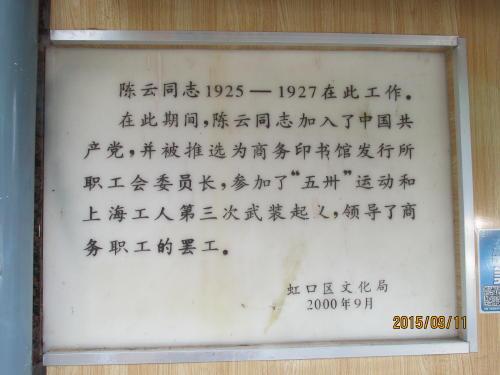 陈云同志1925—1927在此工作。
在此期间，陈云同志加入了中国共
产党，并被推选为商务印书馆发行所
职工会委员长，参加了“五卅”运动和
上海工人第三次武装起义，领导了商
务职工的罢工。
虹口区文化局
2000年9月
2015/09/11